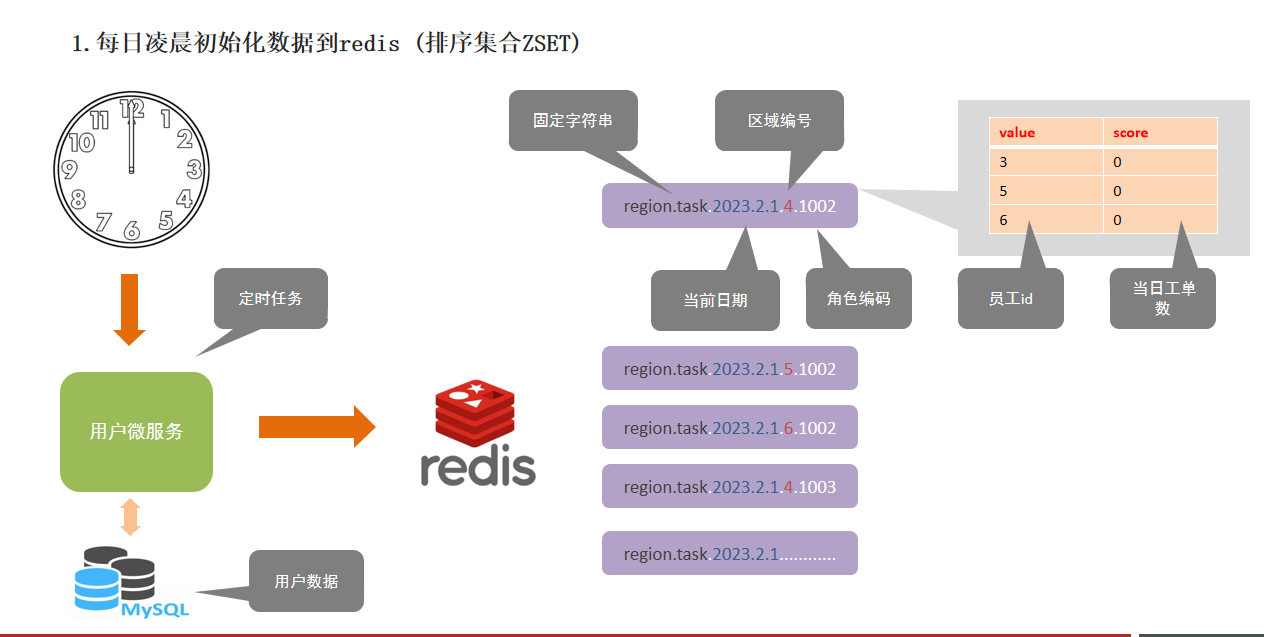 1.每日凌晨初始化数据到redis (排序集合ZSET)
12
1
2
3
4
5
6
7
8
9
10
11
定时任务
用户微服务
用户数据
MySQL
redis
固定字符串
区域编号
region.task.2023.2.1.4.1002
当前日期
角色编码
value score
3 0
5 0
6 0
员工id
当日工单
数
region.task.2023.2.1.5.1002
region.task.2023.2.1.6.1002
region.task.2023.2.1.4.1003
region.task.2023.2.1............